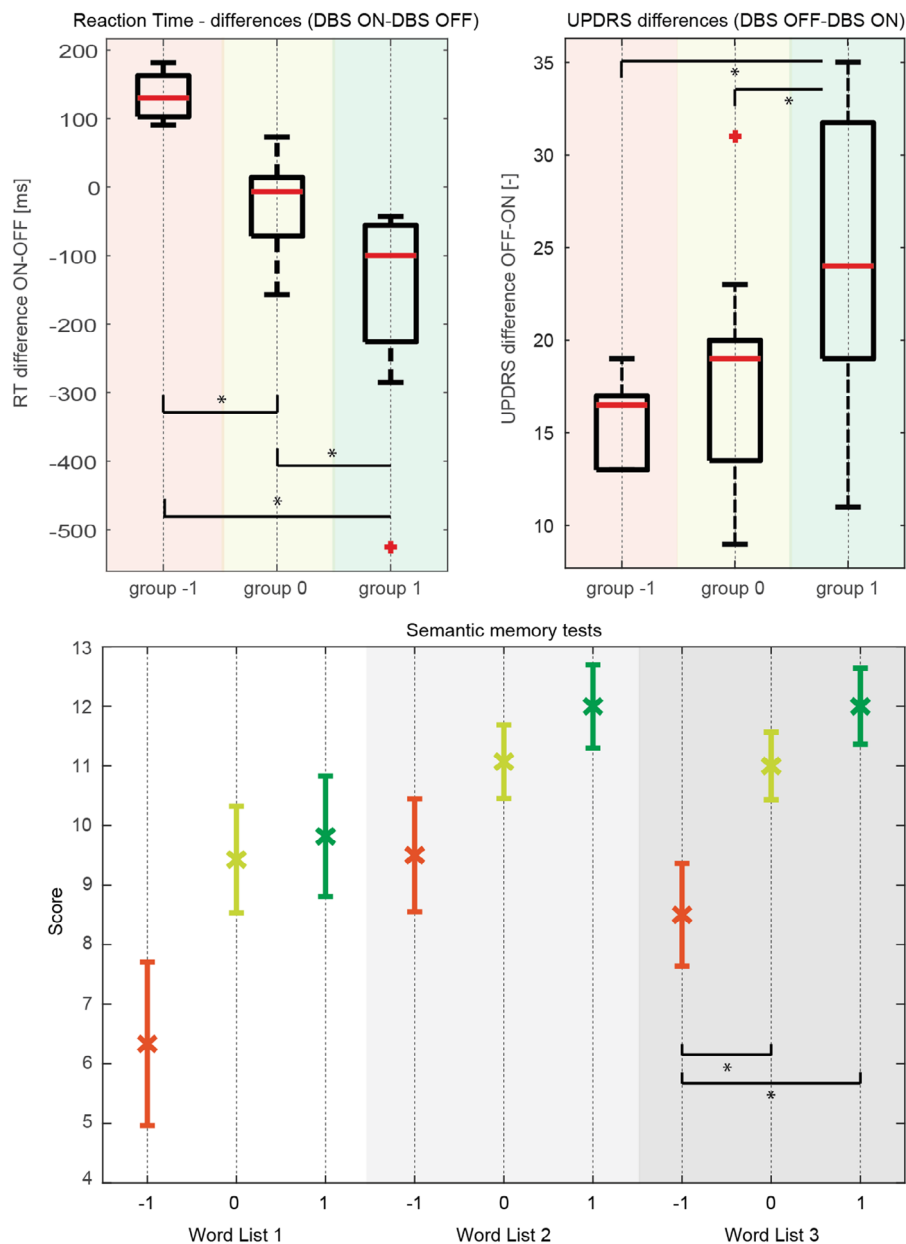 Reaction Time - differences (DBS ON-DBS OFF)
RT difference ON-OFF [ms]
200
100
0
-100
-200
-300
-400
-500
*
*
*
group -1
group 0
group 1
UPDRS differences (DBS OFF-DBS ON)
UPDRS difference OFF-ON [-]
35
30
25
20
15
10
*
*
group -1
group 0
group 1
Semantic memory tests
Score
13
12
11
10
9
8
7
6
5
4
*
*
-1 0 1 -1 0 1 -1 0 1
Word List 1 Word List 2 Word List 3